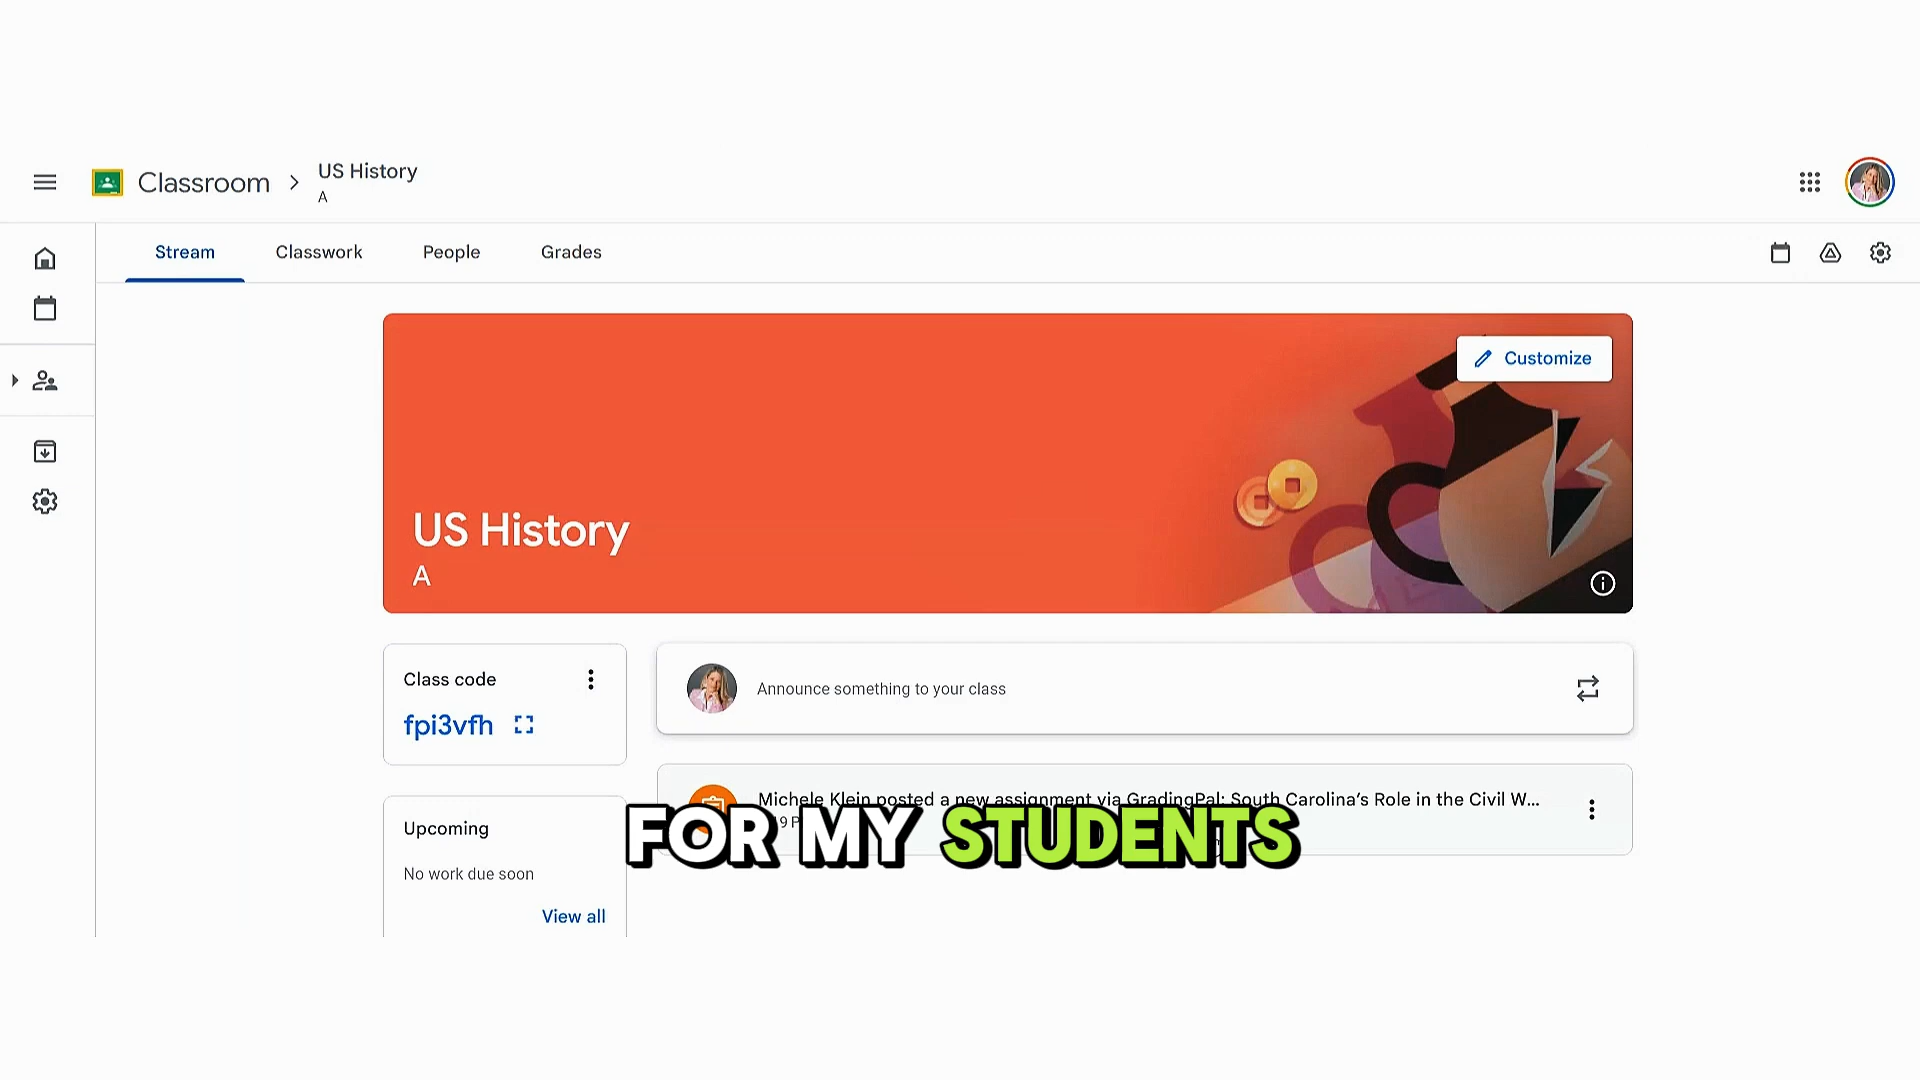 Classroom
US History
A
Stream
Classwork
People
Grades
Customize
US History
A
Class code
fpi3vfh
Announce something to your class
Michele Klein posted a new assignment via GradingPal: South Carolina's Role in the Civil W...
FOR MY STUDENTS
Upcoming
No work due soon
View all